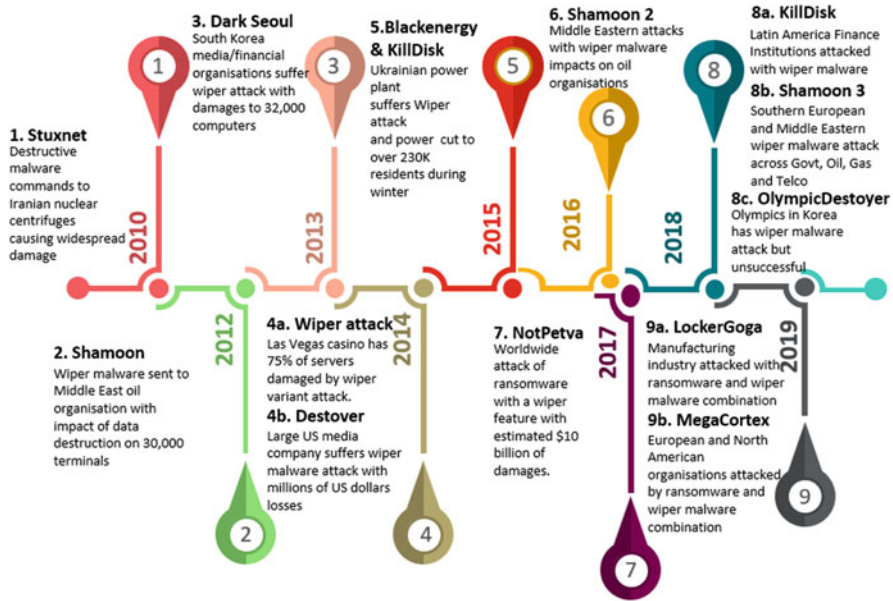 1. Stuxnet
Destructive
malware
commands to
Iranian nuclear
centrifuges
causing widespread
damage
1
2010
2. Shamoon
Wiper malware sent to
Middle East oil
organisation with
impact of data
destruction on 30,000
terminals
2012
2
3. Dark Seoul
South Korea
media/financial
organisations suffer
wiper attack with
damages to 32,000
computers
3
2013
4a. Wiper attack
Las Vegas casino has
75% of servers
damaged by wiper
variant attack.
4b. Destover
Large US media
company suffers wiper
malware attack with
millions of US dollars
losses
2014
4
5.Blackenergy
& KillDisk
Ukrainian power
plant
suffers Wiper
attack
and power cut to
over 230K
residents during
winter
5
2015
6. Shamoon 2
Middle Eastern attacks
with wiper malware
impacts on oil
organisations
6
2016
7. NotPetva
Worldwide
attack of
ransomware
with a wiper
feature with
estimated $10
billion of
damages.
2017
7
8a. KillDisk
Latin America Finance
Institutions attacked
with wiper malware
8b. Shamoon 3
Southern European
and Middle Eastern
wiper malware attack
across Govt, Oil, Gas
and Telco
8c. OlympicDestoyer
Olympics in Korea
has wiper malware
attack but
unsuccessful
8
2018
9a. LockerGoga
Manufacturing
industry attacked with
ransomware and wiper
malware combination
9b. MegaCortex
European and North
American
organisations attacked
by ransomware and
wiper malware
combination
2019
9